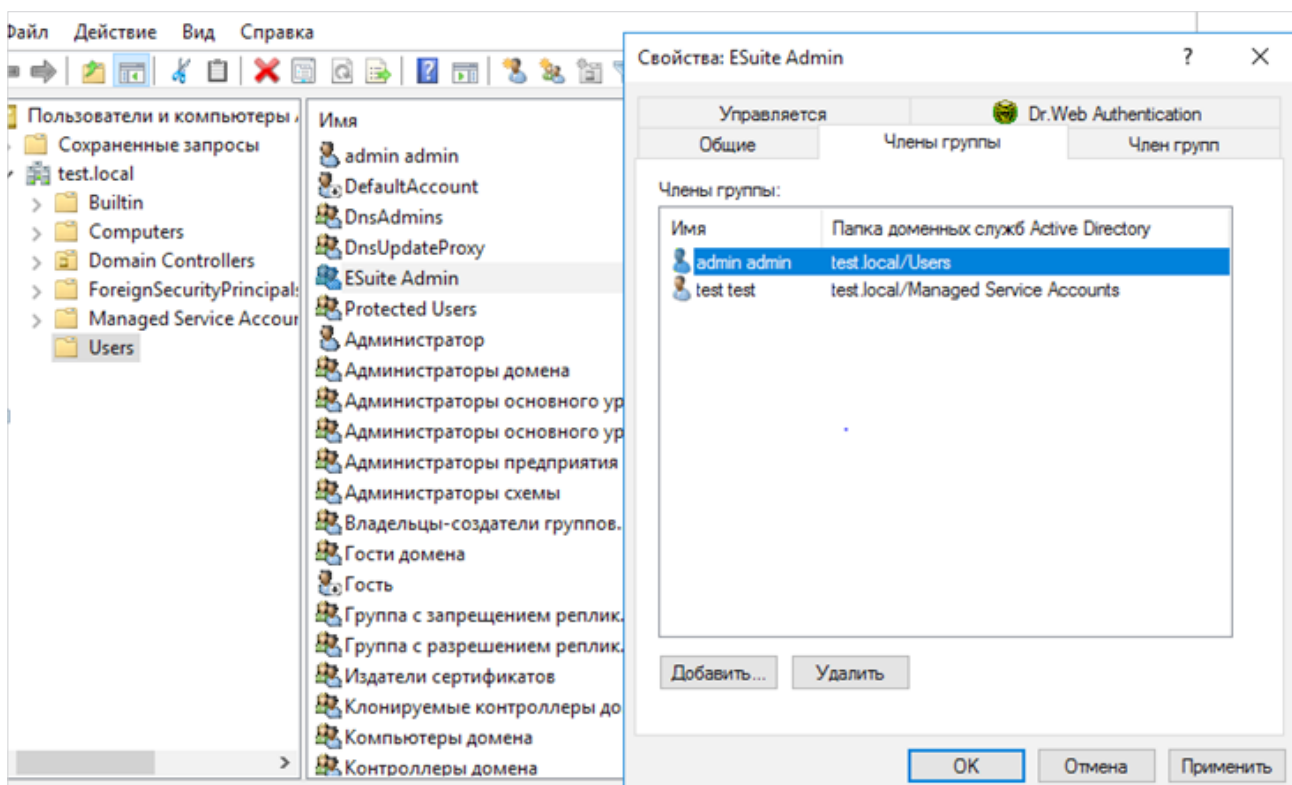 Файл Действие Вид Справка
Пользователи и компьютеры
Сохраненные запросы
test.local
Builtin
Computers
Domain Controllers
ForeignSecurityPrincipal
Managed Service Accour
Users
Имя
admin admin
DefaultAccount
DnsAdmins
DnsUpdateProxy
ESuite Admin
Protected Users
Администратор
Администраторы домена
Администраторы основного ур
Администраторы основного ур
Администраторы предприятия
Администраторы схемы
Владельцы-создатели группов.
Гости домена
Гость
Группа с запрещением реплик.
Группа с разрешением реплик.
Издатели сертификатов
Клонируемые контроллеры до
Компьютеры домена
Контроллеры домена
Свойства: ESuite Admin
Управляется Dr.Web Authentication
Общие Члены группы Член групп
Члены группы:
Имя Папка доменных служб Active Directory
admin admin test.local/Users
test test test.local/Managed Service Accounts
Добавить... Удалить
OK Отмена Применить